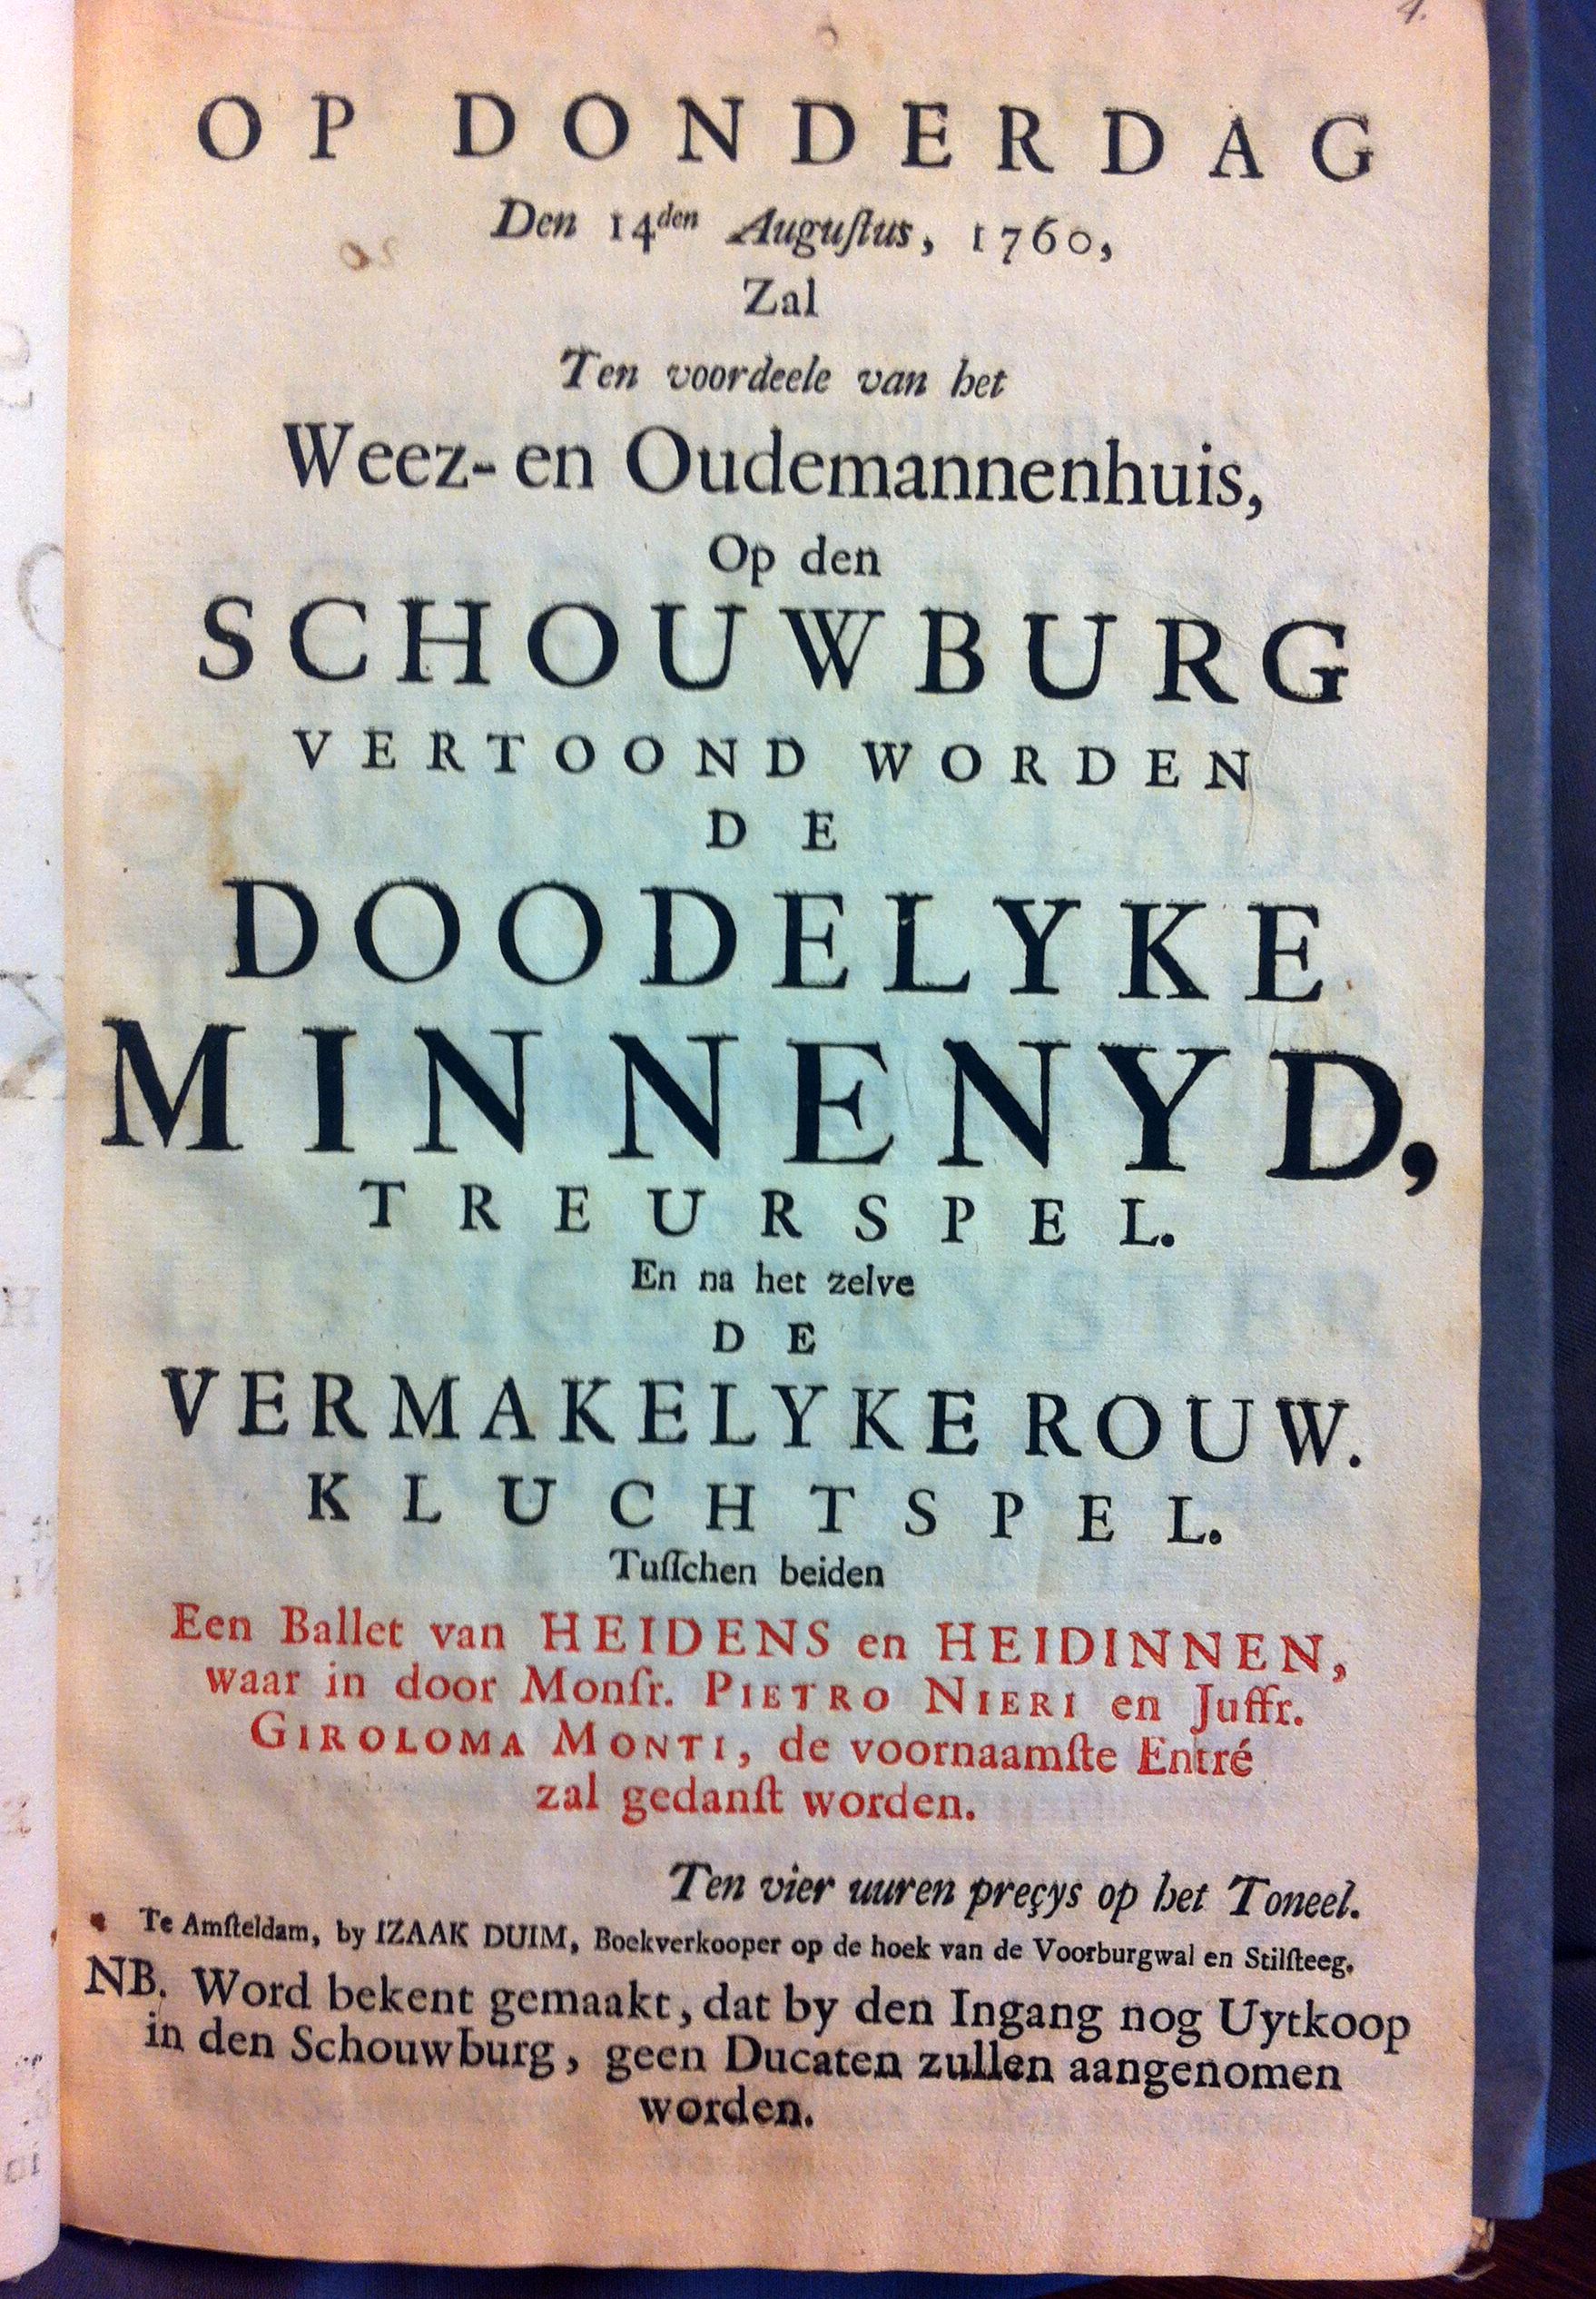 4.
OP DONDERDAG
Den 14den Auguſtus, 1760,
Zal
Ten voordeele van het
Weez- en Oudemannenhuis,
Op den
SCHOUWBURG
VERTOOND WORDEN
DE
DOODELYKE
MINNENYD,
TREURSPEL.
En na het zelve
DE
VERMAKELYKE ROUW.
KLUCHTSPEL.
Tuſſchen beiden
Een Ballet van HEIDENS en HEIDINNEN,
waar in door Monſr. PIETRO NIERI en Juffr.
GIROLOMA MONTI, de voornaamſte Entré
zal gedanſt worden.
Ten vier uuren preçys op het Toneel.
Te Amſteldam, by IZAAK DUIM, Boekverkooper op de hoek van de Voorburgwal en Stilſteeg.
NB. Word bekent gemaakt, dat by den Ingang nog Uytkoop
in den Schouwburg, geen Ducaten zullen aangenomen
worden.